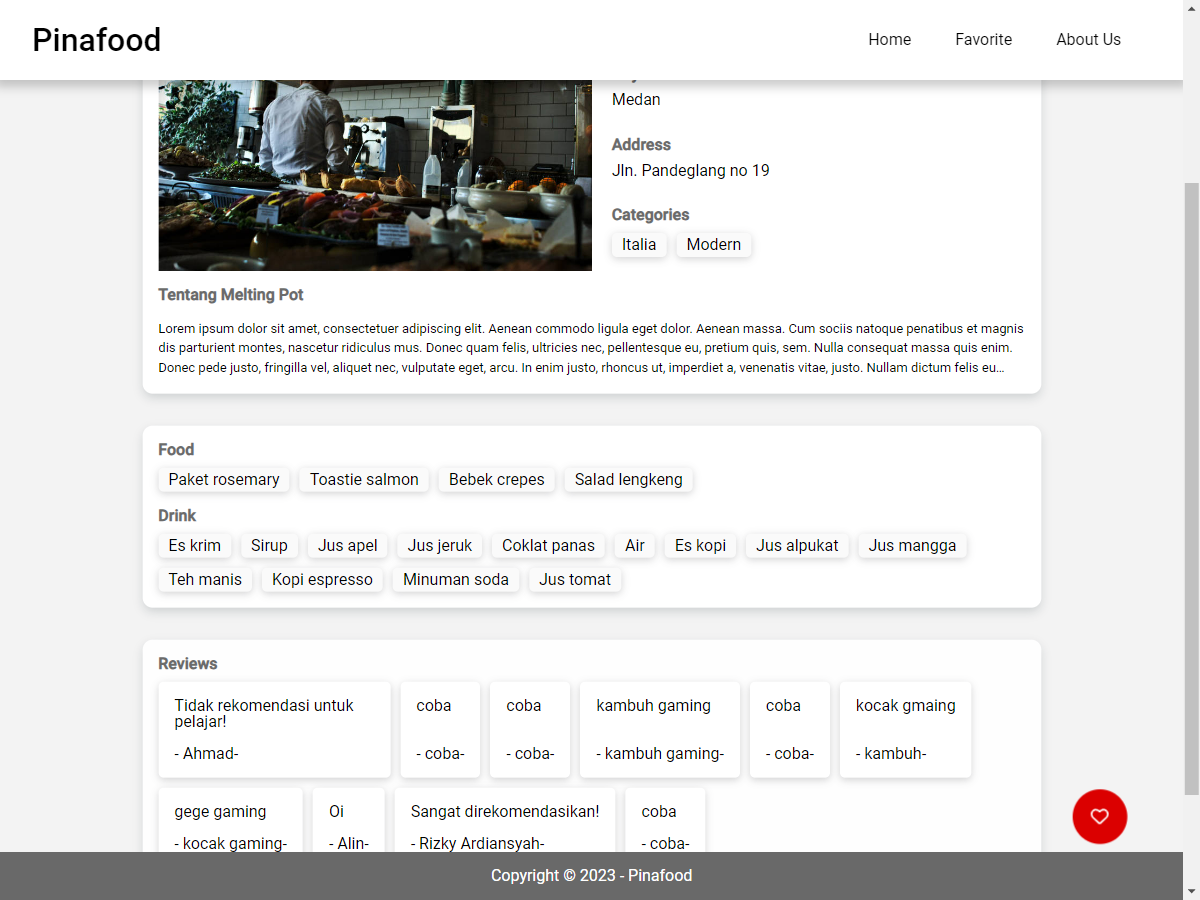 Pinafood
Home
Favorite
About Us
Medan
Address
Jln. Pandeglang no 19
Categories
Italia
Modern
Tentang Melting Pot
Lorem ipsum dolor sit amet, consectetuer adipiscing elit. Aenean commodo ligula eget dolor. Aenean massa. Cum sociis natoque penatibus et magnis
dis parturient montes, nascetur ridiculus mus. Donec quam felis, ultricies nec, pellentesque eu, pretium quis, sem. Nulla consequat massa quis enim.
Donec pede justo, fringilla vel, aliquet nec, vulputate eget, arcu. In enim justo, rhoncus ut, imperdiet a, venenatis vitae, justo. Nullam dictum felis eu...
Food
Paket rosemary
Toastie salmon
Bebek crepes
Salad lengkeng
Drink
Es krim
Sirup
Jus apel
Jus jeruk
Coklat panas
Air
Es kopi
Jus alpukat
Jus mangga
Teh manis
Kopi espresso
Minuman soda
Jus tomat
Reviews
Tidak rekomendasi untuk
pelajar!
- Ahmad-
coba
- coba-
coba
- coba-
kambuh gaming
- kambuh gaming-
coba
- coba-
kocak gmaing
- kambuh-
gege gaming
- kocak gaming-
Oi
- Alin-
Sangat direkomendasikan!
- Rizky Ardiansyah-
coba
- coba-
Copyright © 2023 - Pinafood